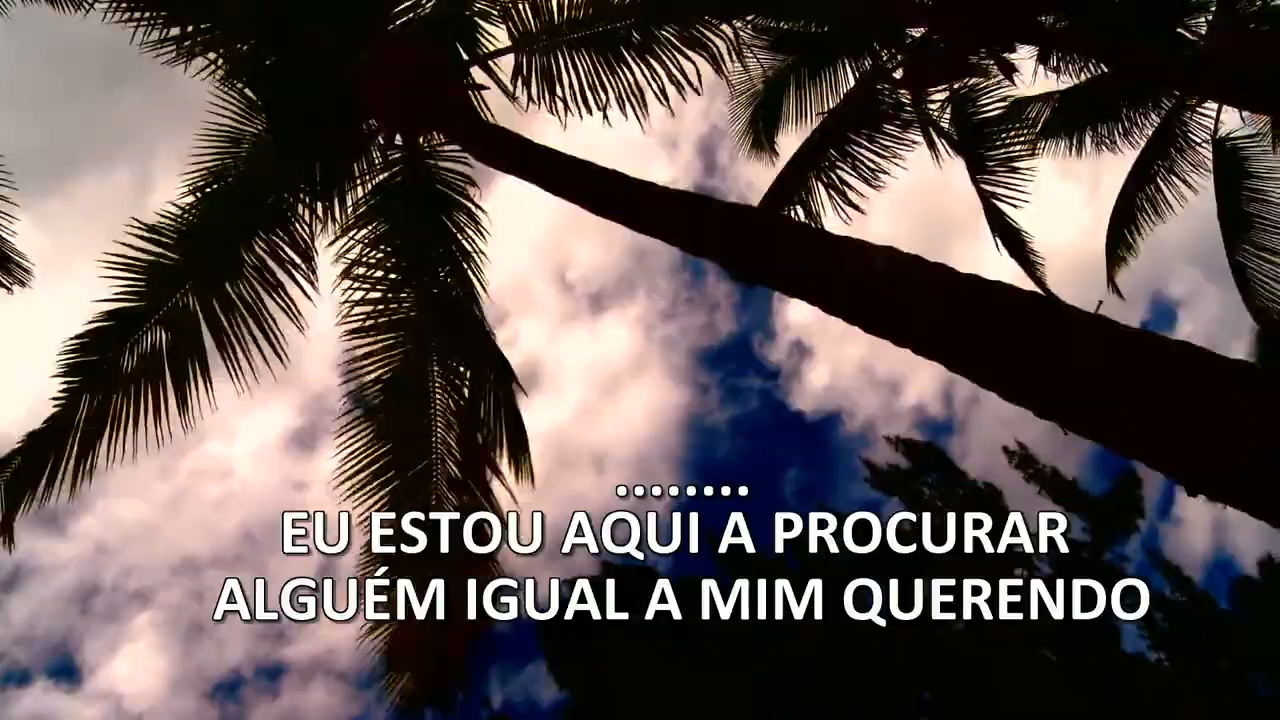 ........
EU ESTOU AQUI A PROCURAR
ALGUÉM IGUAL A MIM QUERENDO